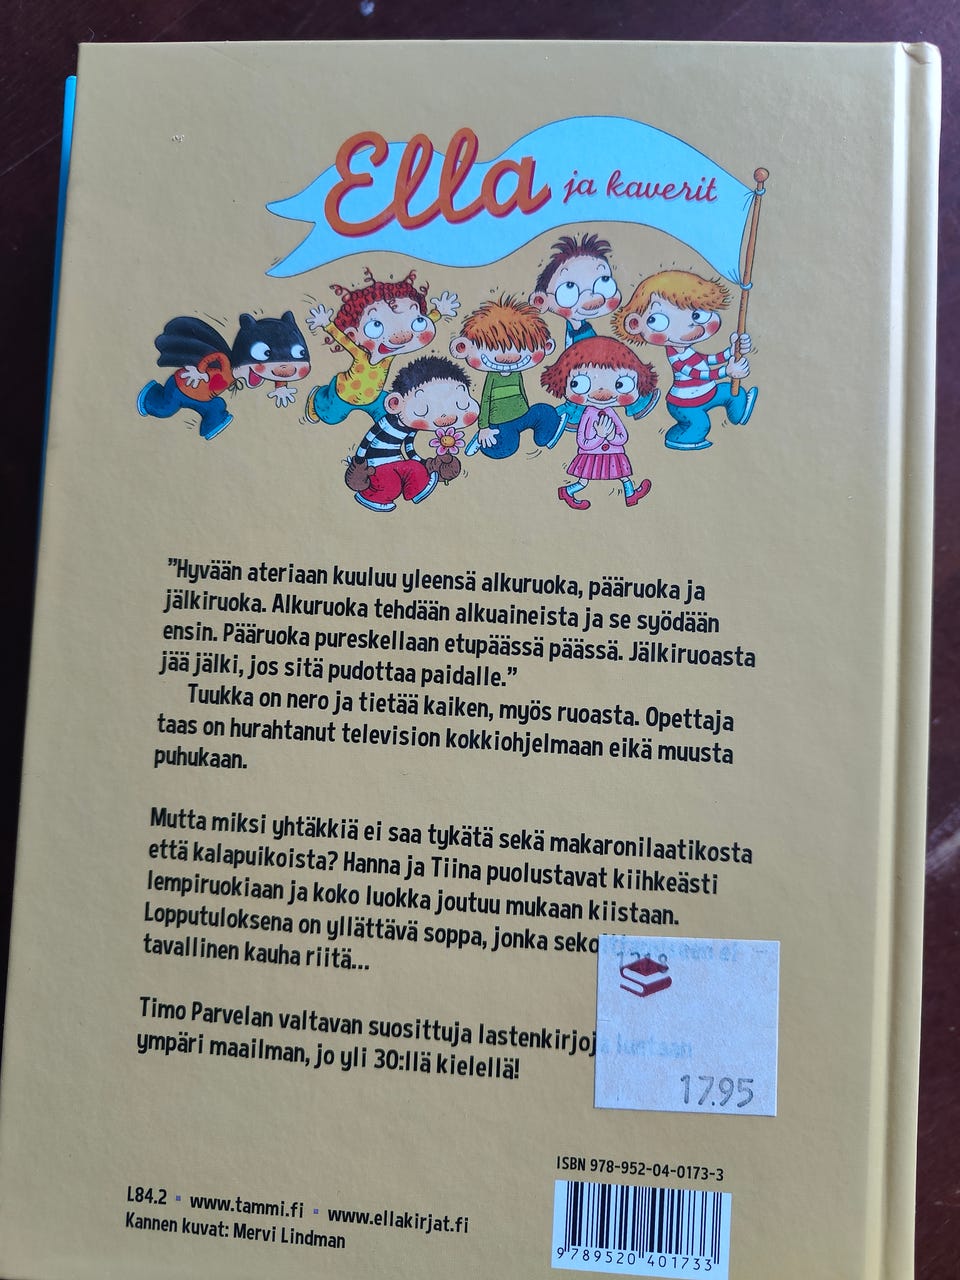 Ella ja kaverit
"Hyvään ateriaan kuuluu yleensä alkuruoka, pääruoka ja
jälkiruoka. Alkuruoka tehdään alkuaineista ja se syödään
ensin. Pääruoka pureskellaan etupäässä päässä. Jälkiruoasta
jää jälki, jos sitä pudottaa paidalle."
Tuukka on nero ja tietää kaiken, myös ruoasta. Opettaja
taas on hurahtanut television kokkiohjelmaan eikä muusta
puhukaan.
Mutta miksi yhtäkkiä ei saa tykätä sekä makaronilaatikosta
että kalapuikoista? Hanna ja Tiina puolustavat kiihkeästi
lempiruokiaan ja koko luokka joutuu mukaan kiistaan.
Lopputuloksena on yllättävä soppa, jonka ei
tavallinen kauha riitä...
Timo Parvelan valtavan suosittuja lastenkirjoja luetaan
ympäri maailman, jo yli 30:llä kielellä!
17.95
ISBN 978-952-04-0173-3
L84.2 ▪ www.tammi.fi ▪ www.ellakirjat.fi
Kannen kuvat: Mervi Lindman
9 789520 401733